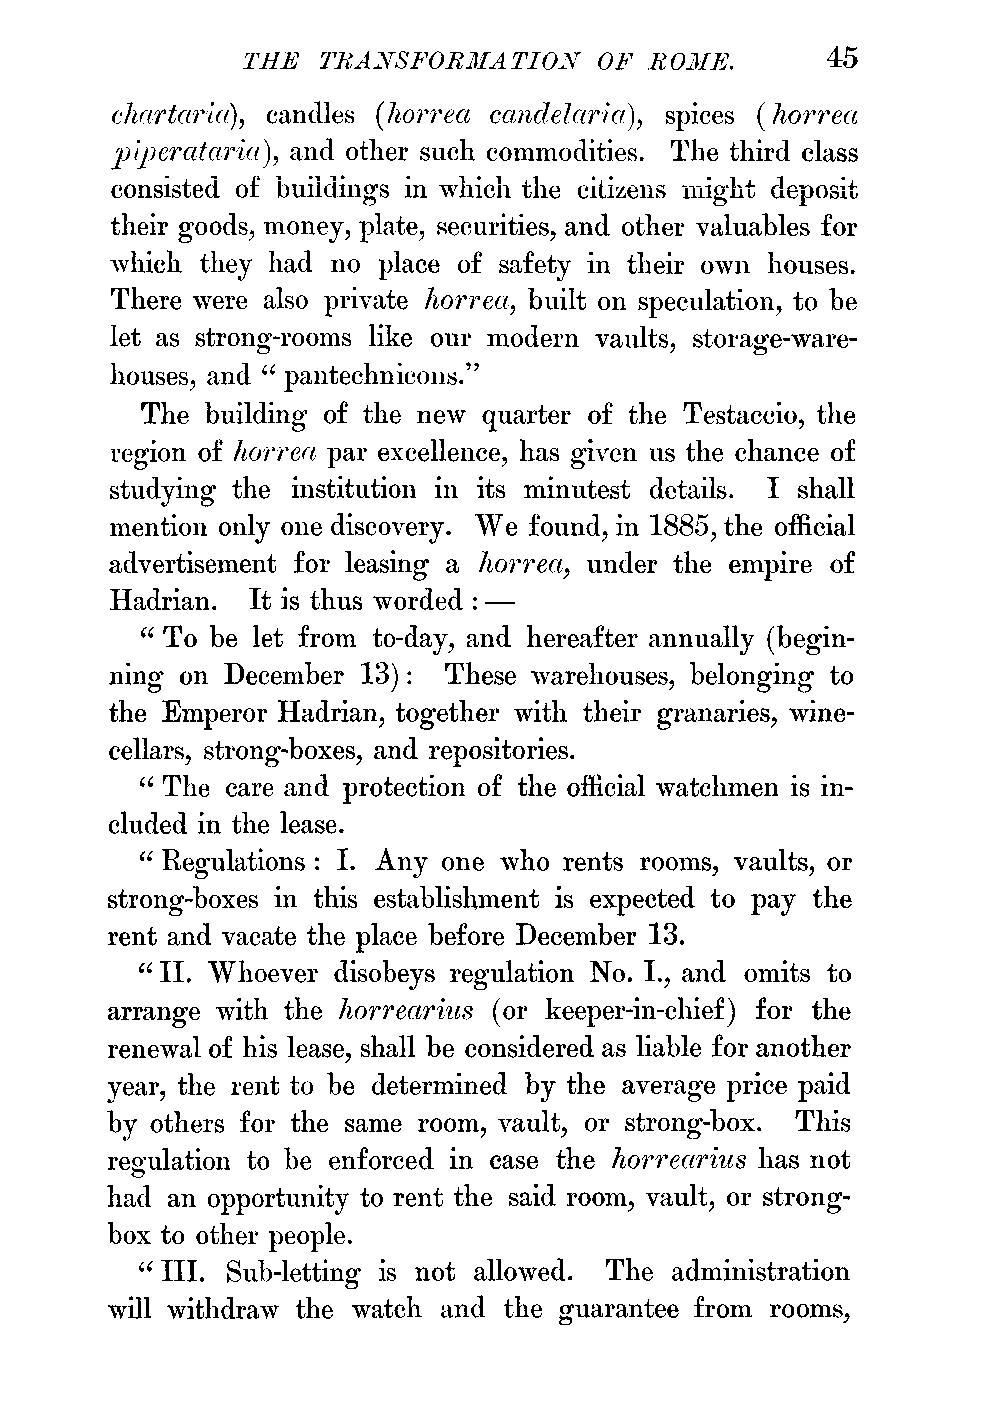 THE TRANSFORMATION OF ROME. 45
chartaria), candles (horrea candelaria), spices (horrea
piperataria), and other such commodities. The third class
consisted of buildings in which the citizens might deposit
their goods, money, plate, securities, and other valuables for
which they had no place of safety in their own houses.
There were also private horrea, built on speculation, to be
let as strong-rooms like our modern vaults, storage-ware-
houses, and “ pantechnicons.”
The building of the new quarter of the Testaccio, the
region of horrea par excellence, has given us the chance of
studying the institution in its minutest details. I shall
mention only one discovery. We found, in 1885, the official
advertisement for leasing a horrea, under the empire of
Hadrian. It is thus worded : —
“ To be let from to-day, and hereafter annually (begin-
ning on December 13) : These warehouses, belonging to
the Emperor Hadrian, together with their granaries, wine-
cellars, strong-boxes, and repositories.
“ The care and protection of the official watchmen is in-
cluded in the lease.
“ Regulations : I. Any one who rents rooms, vaults, or
strong-boxes in this establishment is expected to pay the
rent and vacate the place before December 13.
“ II. Whoever disobeys regulation No. I., and omits to
arrange with the horrearius (or keeper-in-chief) for the
renewal of his lease, shall be considered as liable for another
year, the rent to be determined by the average price paid
by others for the same room, vault, or strong-box. This
regulation to be enforced in case the horrearius has not
had an opportunity to rent the said room, vault, or strong-
box to other people.
“ III. Sub-letting is not allowed. The administration
will withdraw the watch and the guarantee from rooms,